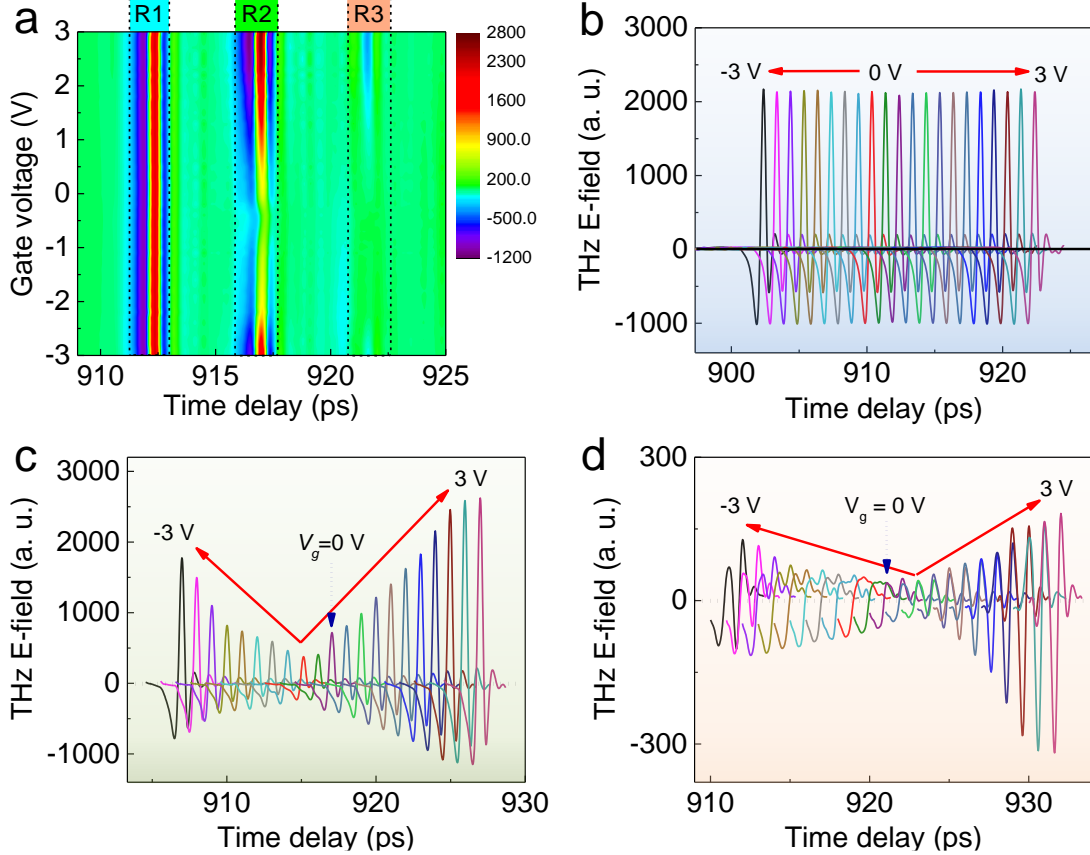 a
R1
R2
R3
Gate voltage (V)
3
2
1
0
-1
-2
-3
910
915
920
925
Time delay (ps)
2800
2300
1600
900.0
200.0
-500.0
-1200
b
-3 V
0 V
3 V
THz E-field (a. u.)
2000
1000
0
-1000
900
910
920
Time delay (ps)
c
-3 V
Vg=0 V
3 V
THz E-field (a. u.)
3000
2000
1000
0
-1000
910
920
930
Time delay (ps)
d
-3 V
Vg = 0 V
3 V
THz E-field (a. u.)
300
0
-300
910
920
930
Time delay (ps)